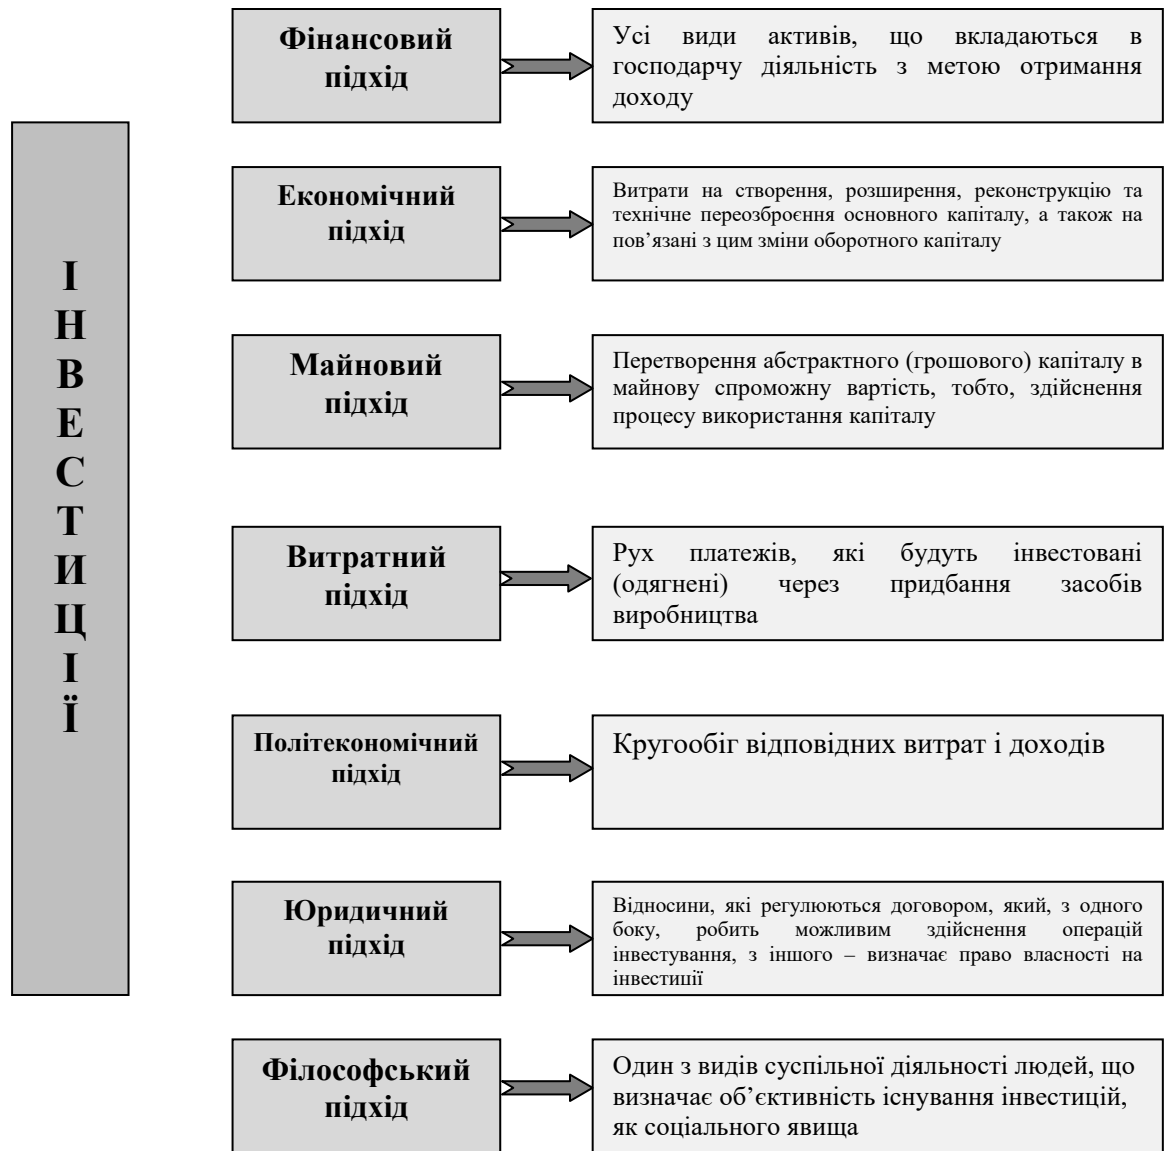 Фінансовий
підхід
Усі види активів, що вкладаються в
господарчу діяльність з метою отримання
доходу
Економічний
підхід
Витрати на створення, розширення, реконструкцію та
технічне переозброєння основного капіталу, а також на
пов’язані з цим зміни оборотного капіталу
І
Н
В
Е
С
Т
И
Ц
І
Ї
Майновий
підхід
Перетворення абстрактного (грошового) капіталу в
майнову спроможну вартість, тобто, здійснення
процесу використання капіталу
Витратний
підхід
Рух платежів, які будуть інвестовані
(одягнені) через придбання засобів
виробництва
Політекономічний
підхід
Кругообіг відповідних витрат і доходів
Юридичний
підхід
Відносини, які регулюються договором, який, з одного
боку, робить можливим здійснення операцій
інвестування, з іншого – визначає право власності на
інвестиції
Філософський
підхід
Один з видів суспільної діяльності людей, що
визначає об’єктивність існування інвестицій,
як соціального явища